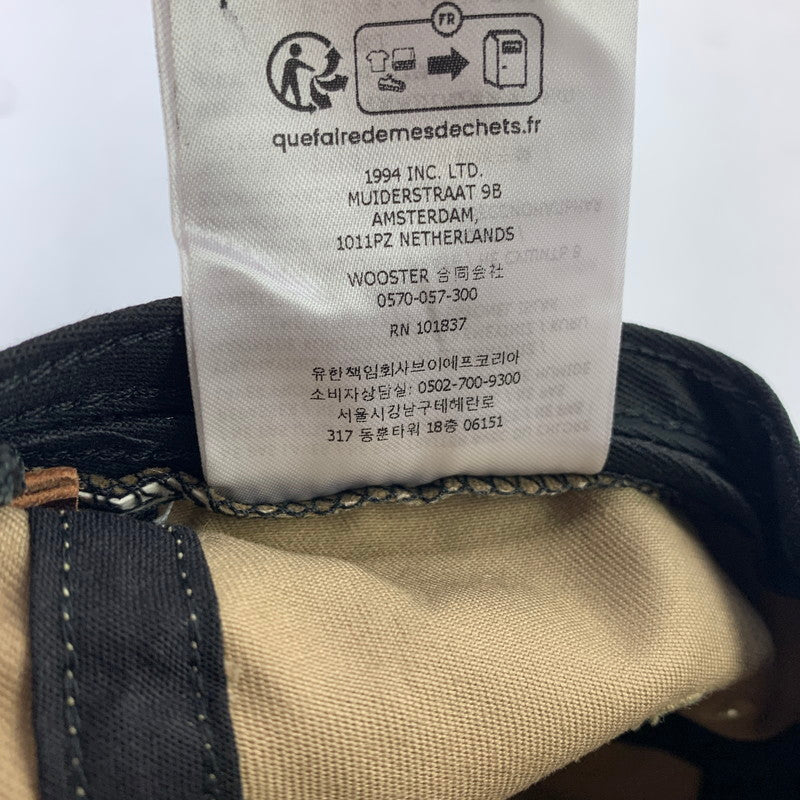 FR
quefairedemesdechets.fr
1994 INC. LTD.
MUIDERSTRAAT 9B
AMSTERDAM,
1011PZ NETHERLANDS
WOOSTER 合同会社
0570-057-300
RN 101837
유한책임회사브이에프코리아
소비자상담실: 0502-700-9300
서울시강남구테헤란로
317 동훈타워 18층 06151